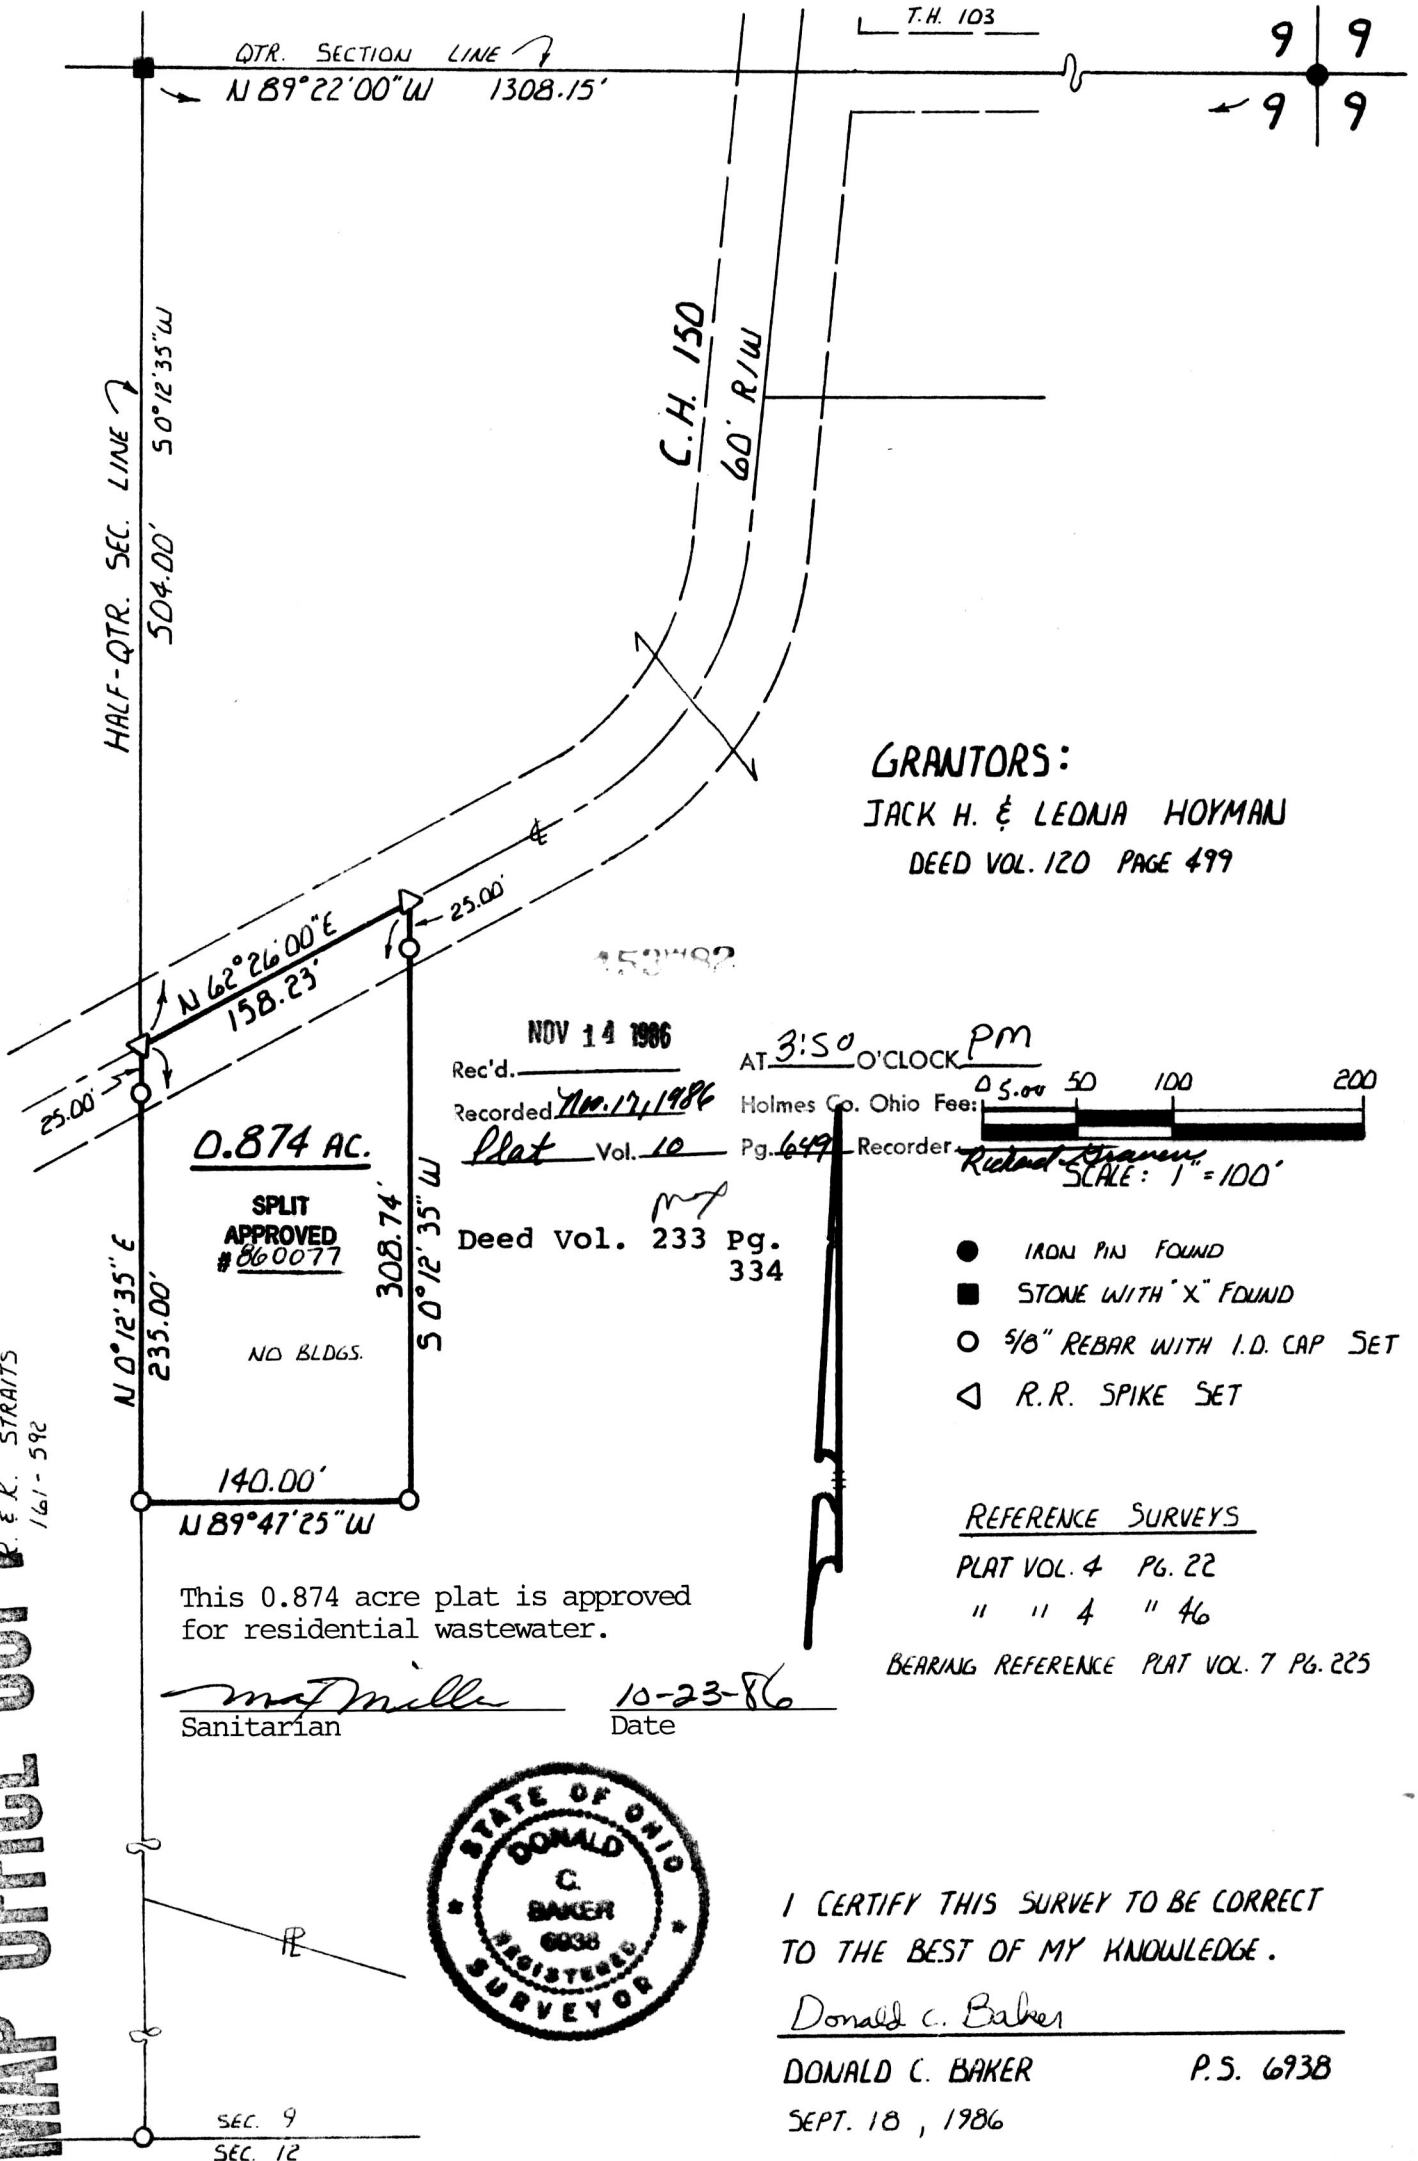 T.H. 103
QTR. SECTION LINE
N 89°22'00"W 1308.15'
9 9
9 9
HALF-QTR. SEC. LINE
504.00' S 0°12'35"W
C.H. 150
60' R/W
GRANTORS:
JACK H. & LEONA HOYMAN
DEED VOL. 120 PAGE 499
25.00'
N 62°26'00"E
158.23'
25.00'
NOV 14 1986
Rec'd. AT 3:50 O'CLOCK PM
Recorded Nov. 17, 1986 Holmes Co. Ohio Fee: 5.00
Plat Vol. 10 Pg. 649 Recorder
0 50 100 200
SCALE: 1"=100'
0.874 AC.
SPLIT
APPROVED
# 860077
Deed Vol. 233 Pg.
334
N 0°12'35"E
235.00'
308.74'
S 0°12'35"W
NO BLDGS.
IRON PIN FOUND
STONE WITH "X" FOUND
5/8" REBAR WITH I.D. CAP SET
R.R. SPIKE SET
R. & R. STRAITS
161-592
140.00'
N 89°47'25"W
REFERENCE SURVEYS
PLAT VOL. 4 PG. 22
" " 4 " 46
BEARING REFERENCE PLAT VOL. 7 PG. 225
This 0.874 acre plat is approved
for residential wastewater.
Max Miller 10-23-86
Sanitarian Date
STATE OF OHIO
DONALD
C.
BAKER
6938
REGISTERED
SURVEYOR
I CERTIFY THIS SURVEY TO BE CORRECT
TO THE BEST OF MY KNOWLEDGE.
Donald C. Baker
DONALD C. BAKER P.S. 6938
SEPT. 18, 1986
PL
SEC. 9
SEC. 12
MAP OFFICE